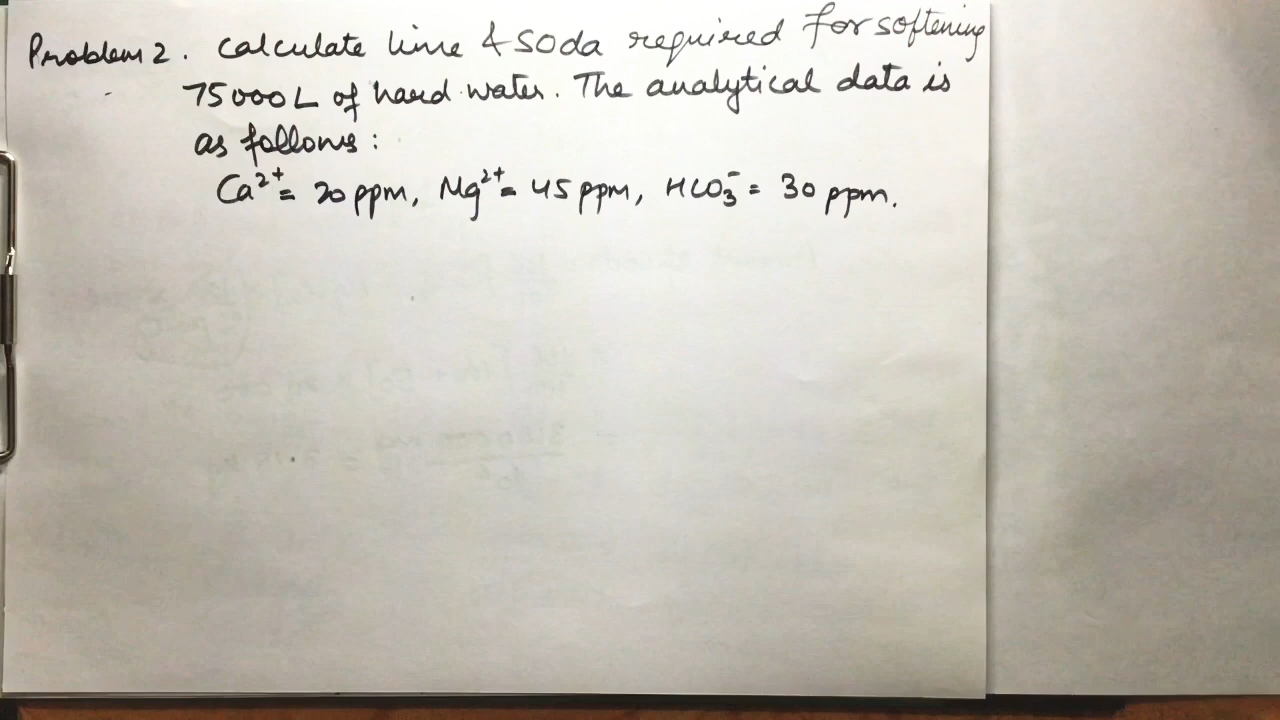 Problem 2. Calculate lime & soda required for softening
75000L of hard water. The analytical data is
as follows:
Ca²⁺ = 20 ppm, Mg²⁺ = 45 ppm, HCO₃⁻ = 30 ppm.